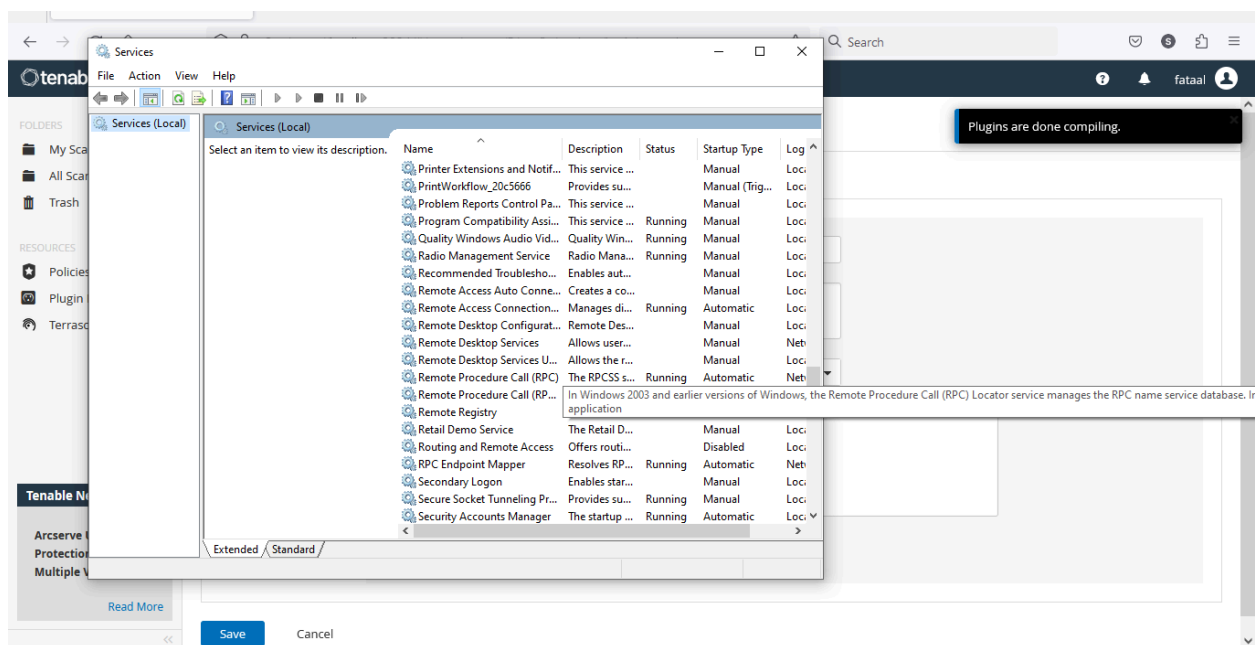 Search
S
tenab
fataal
Services
File Action View Help
Plugins are done compiling.
FOLDERS
My Sca
All Scan
Trash
RESOURCES
Policies
Plugin
Terrasc
Services (Local)
Services (Local)
Select an item to view its description.
Name Description Status Startup Type Log
Printer Extensions and Notif... This service ... Manual Loca
PrintWorkflow_20c5666 Provides su... Manual (Trig... Loca
Problem Reports Control Pa... This service ... Manual Loca
Program Compatibility Assi... This service ... Running Manual Loca
Quality Windows Audio Vid... Quality Win... Running Manual Loca
Radio Management Service Radio Mana... Running Manual Loca
Recommended Troublesho... Enables aut... Manual Loca
Remote Access Auto Conne... Creates a co... Manual Loca
Remote Access Connection... Manages di... Running Automatic Loca
Remote Desktop Configurat... Remote Des... Manual Loca
Remote Desktop Services Allows user... Manual Netw
Remote Desktop Services U... Allows the r... Manual Loca
Remote Procedure Call (RPC) The RPCSS s... Running Automatic Netw
Remote Procedure Call (RP...
In Windows 2003 and earlier versions of Windows, the Remote Procedure Call (RPC) Locator service manages the RPC name service database. In
application
Remote Registry
Retail Demo Service The Retail D... Manual Loca
Routing and Remote Access Offers routi... Disabled Loca
RPC Endpoint Mapper Resolves RP... Running Automatic Netw
Secondary Logon Enables star... Manual Loca
Secure Socket Tunneling Pr... Provides su... Running Manual Loca
Security Accounts Manager The startup ... Running Automatic Loca
Extended Standard
Tenable Ne
Arcserve U
Protection
Multiple V
Read More
Save Cancel